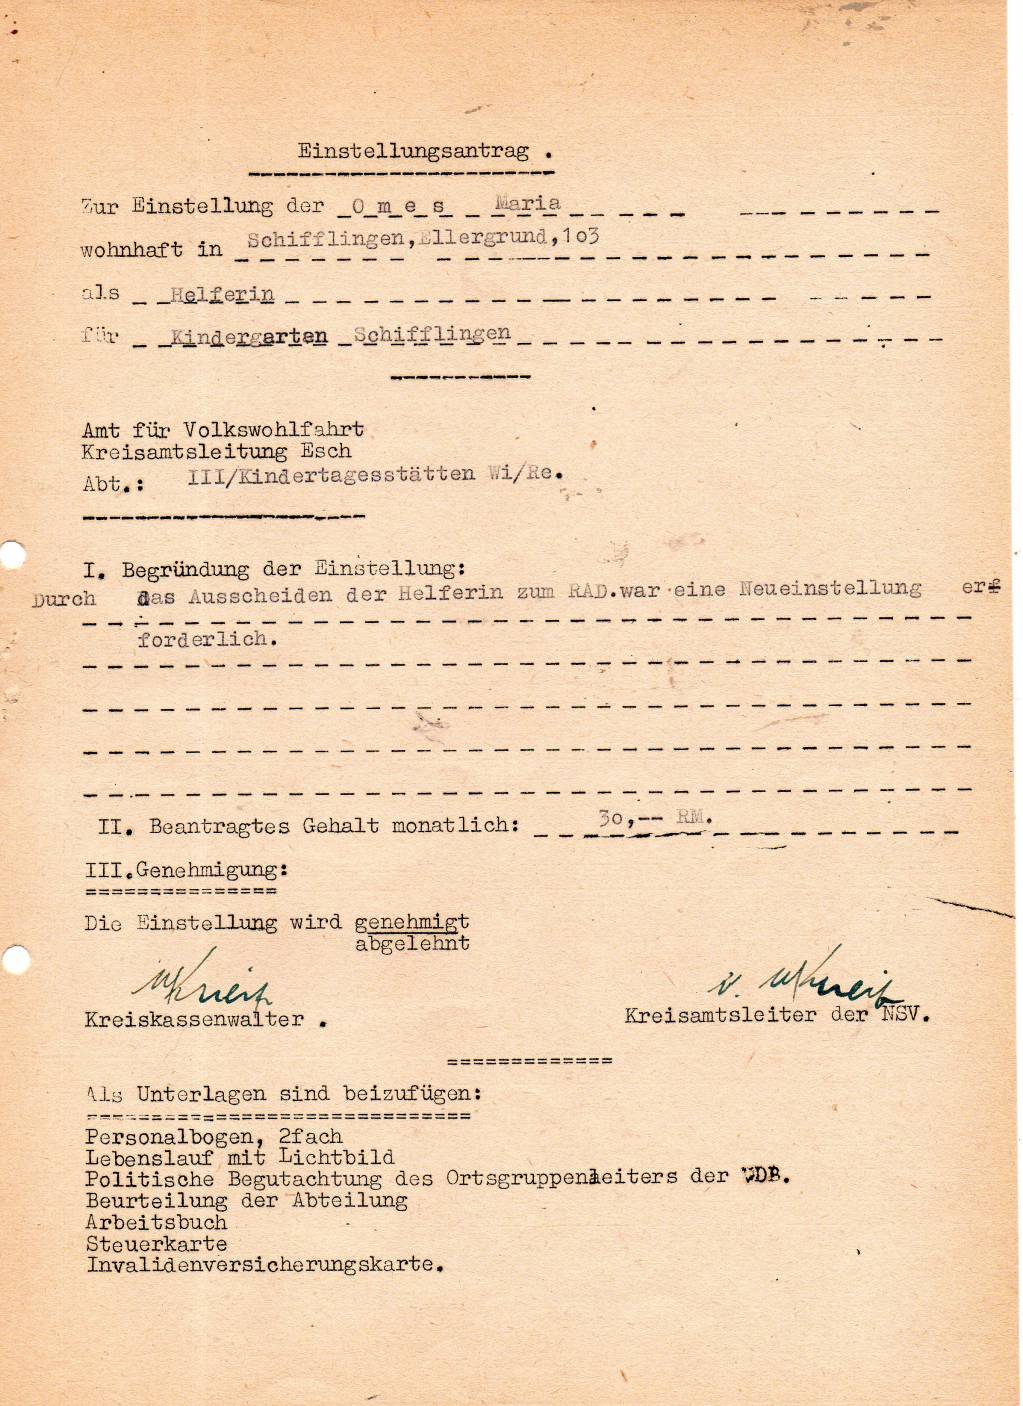 Einstellungsantrag .
Zur Einstellung der Omes Maria
wohnhaft in Schifflingen, Ellergrund, 1o3
als Helferin
für Kindergarten Schifflingen
Amt für Volkswohlfahrt
Kreisamtsleitung Esch
Abt.: III/Kindertagesstätten Wi/Re.
I. Begründung der Einstellung:
Durch das Ausscheiden der Helferin zum RAD.war eine Neueinstellung erf
forderlich.
II. Beantragtes Gehalt monatlich: 3o,-- RM.
III.Genehmigung:
Die Einstellung wird genehmigt
abgelehnt
Kreiskassenwalter .
Kreisamtsleiter der NSV.
Als Unterlagen sind beizufügen:
Personalbogen, 2fach
Lebenslauf mit Lichtbild
Politische Begutachtung des Ortsgruppenleiters der VDB.
Beurteilung der Abteilung
Arbeitsbuch
Steuerkarte
Invalidenversicherungskarte.